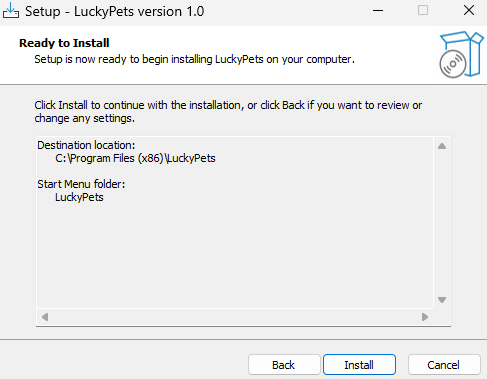 Setup - LuckyPets version 1.0
Ready to Install
Setup is now ready to begin installing LuckyPets on your computer.
Click Install to continue with the installation, or click Back if you want to review or
change any settings.
Destination location:
C:\Program Files (x86)\LuckyPets
Start Menu folder:
LuckyPets
Back
Install
Cancel